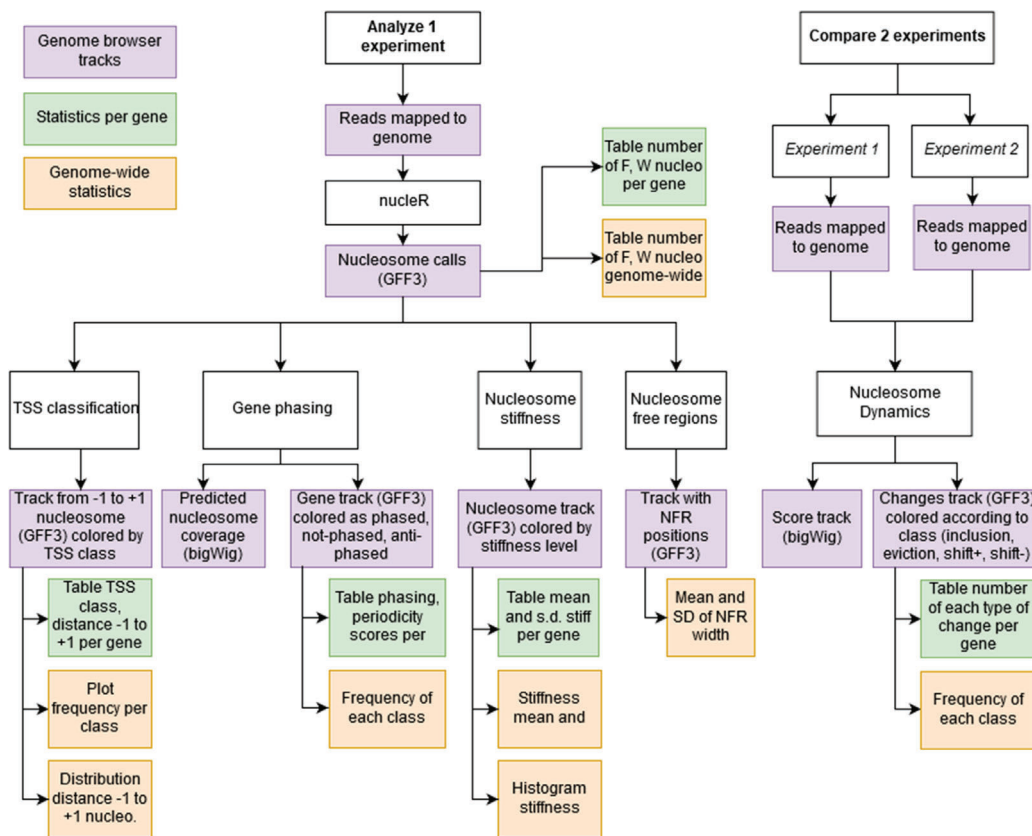 Genome browser
tracks
Statistics per gene
Genome-wide
statistics
Analyze 1
experiment
Reads mapped to
genome
nucleR
Nucleosome calls
(GFF3)
Table number
of F, W nucleo
per gene
Table number
of F, W nucleo
genome-wide
Compare 2 experiments
Experiment 1
Experiment 2
Reads mapped
to genome
Reads mapped
to genome
TSS classification
Gene phasing
Nucleosome
stiffness
Nucleosome
free regions
Nucleosome
Dynamics
Track from -1 to +1
nucleosome
(GFF3) colored by
TSS class
Predicted
nucleosome
coverage
(bigWig)
Gene track (GFF3)
colored as phased,
not-phased, anti-
phased
Nucleosome track
(GFF3) colored by
stiffness level
Track with
NFR
positions
(GFF3)
Score track
(bigWig)
Changes track (GFF3)
colored according to
class (inclusion,
eviction, shift+, shift-)
Table TSS
class,
distance -1 to
+1 per gene
Table phasing,
periodicity
scores per
Table mean
and s.d. stiff
per gene
Mean and
SD of NFR
width
Table number
of each type of
change per
gene
Plot
frequency per
class
Frequency of
each class
Stiffness
mean and
Frequency of
each class
Distribution
distance -1 to
+1 nucleo.
Histogram
stiffness